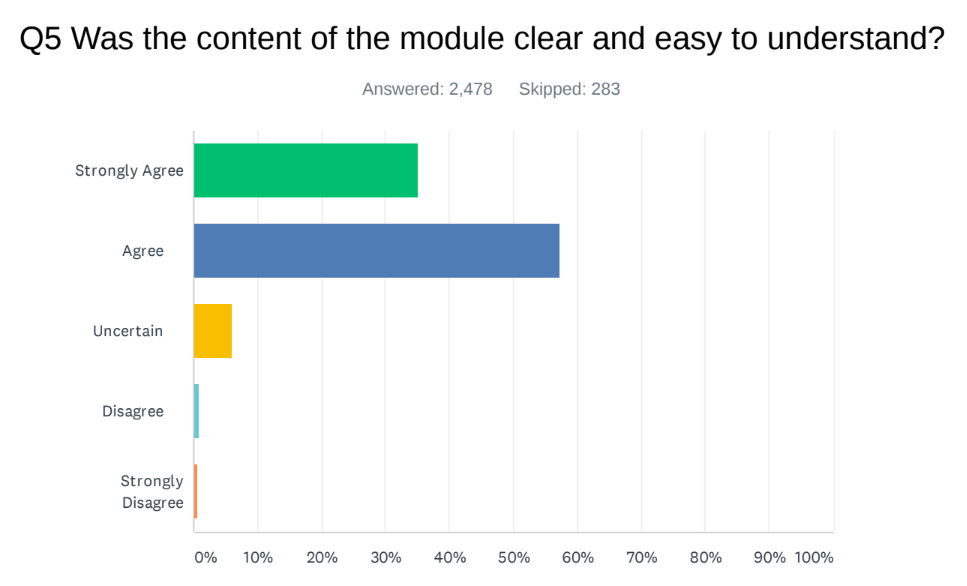 Q5 Was the content of the module clear and easy to understand?
Answered: 2,478 Skipped: 283
Strongly Agree
Agree
Uncertain
Disagree
Strongly
Disagree
0% 10% 20% 30% 40% 50% 60% 70% 80% 90% 100%